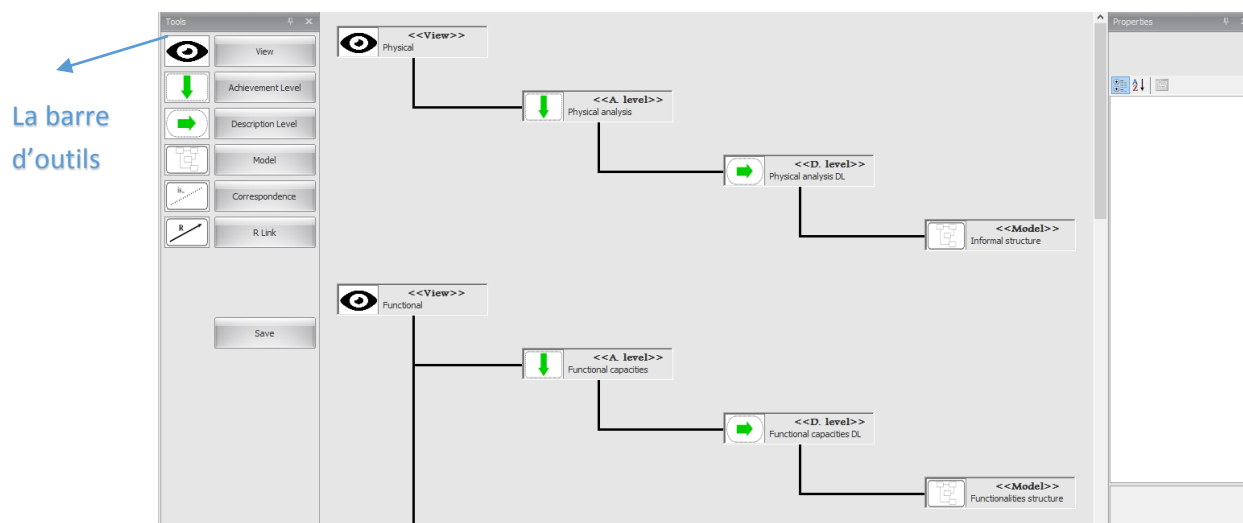 La barre
d'outils
Tools
View
Achievement Level
Description Level
Model
Correspondence
R
R Link
Save
<<View>>
Physical
<<A. level>>
Physical analysis
<<D. level>>
Physical analysis DL
<<Model>>
Informal structure
<<View>>
Functional
<<A. level>>
Functional capacities
<<D. level>>
Functional capacities DL
<<Model>>
Functionalities structure
Properties